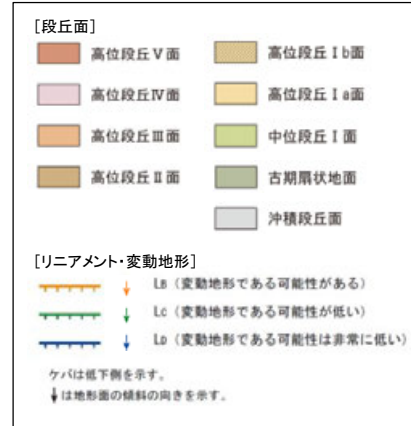 [段丘面]
高位段丘Ⅴ面
高位段丘Ⅳ面
高位段丘Ⅲ面
高位段丘Ⅱ面
高位段丘Ⅰb面
高位段丘Ⅰa面
中位段丘Ⅰ面
古期扇状地面
沖積段丘面
[リニアメント・変動地形]
LB (変動地形である可能性がある)
LC (変動地形である可能性が低い)
LD (変動地形である可能性は非常に低い)
ケバは低下側を示す。
↓は地形面の傾斜の向きを示す。